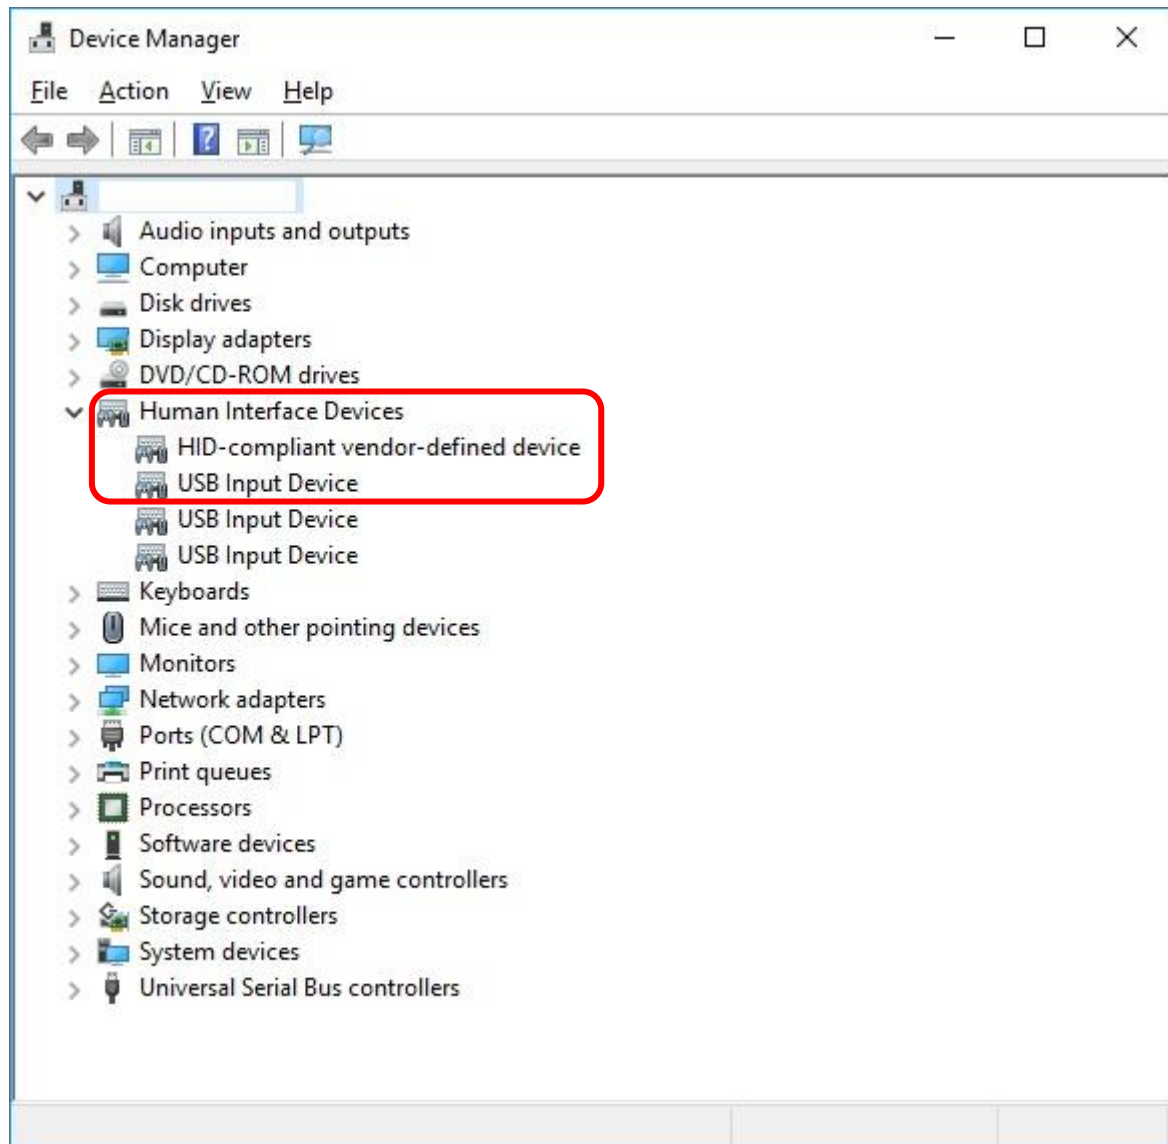 Device Manager
File Action View Help
Audio inputs and outputs
Computer
Disk drives
Display adapters
DVD/CD-ROM drives
Human Interface Devices
HID-compliant vendor-defined device
USB Input Device
USB Input Device
USB Input Device
Keyboards
Mice and other pointing devices
Monitors
Network adapters
Ports (COM & LPT)
Print queues
Processors
Software devices
Sound, video and game controllers
Storage controllers
System devices
Universal Serial Bus controllers